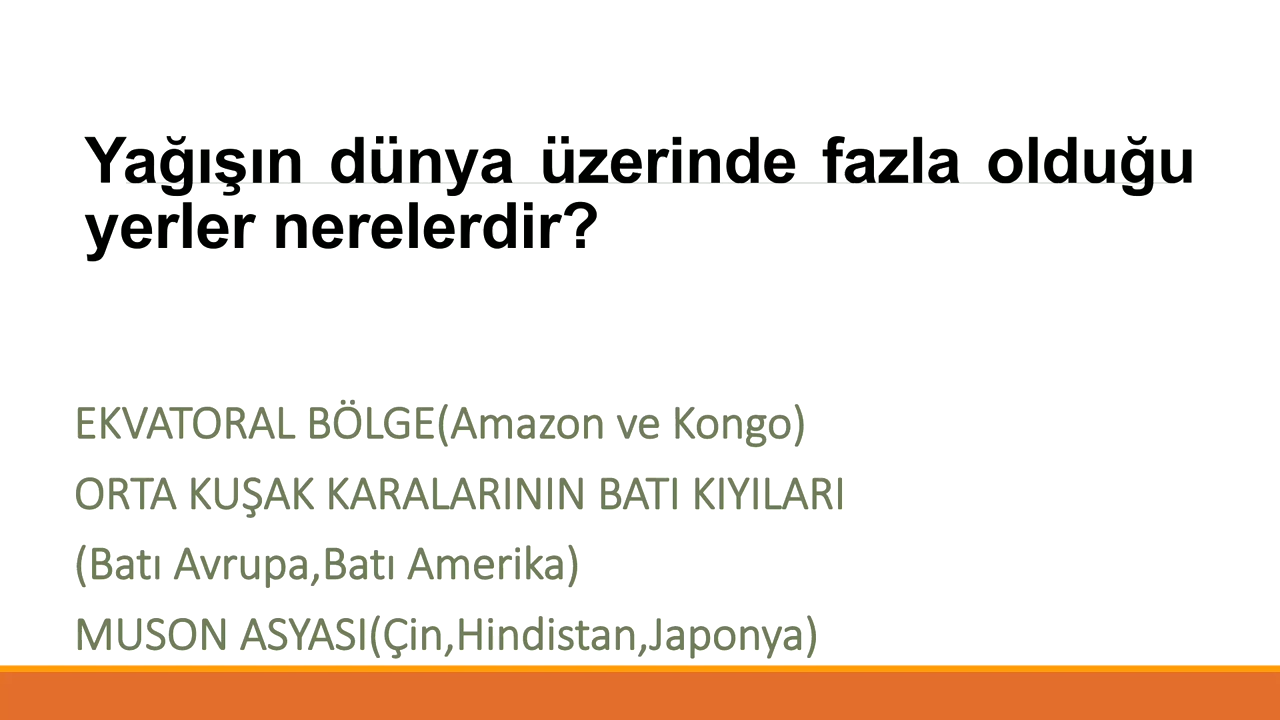 Yağışın dünya üzerinde fazla olduğu
yerler nerelerdir?
EKVATORAL BÖLGE(Amazon ve Kongo)
ORTA KUŞAK KARALARININ BATI KIYILARI
(Batı Avrupa,Batı Amerika)
MUSON ASYASI(Çin,Hindistan,Japonya)